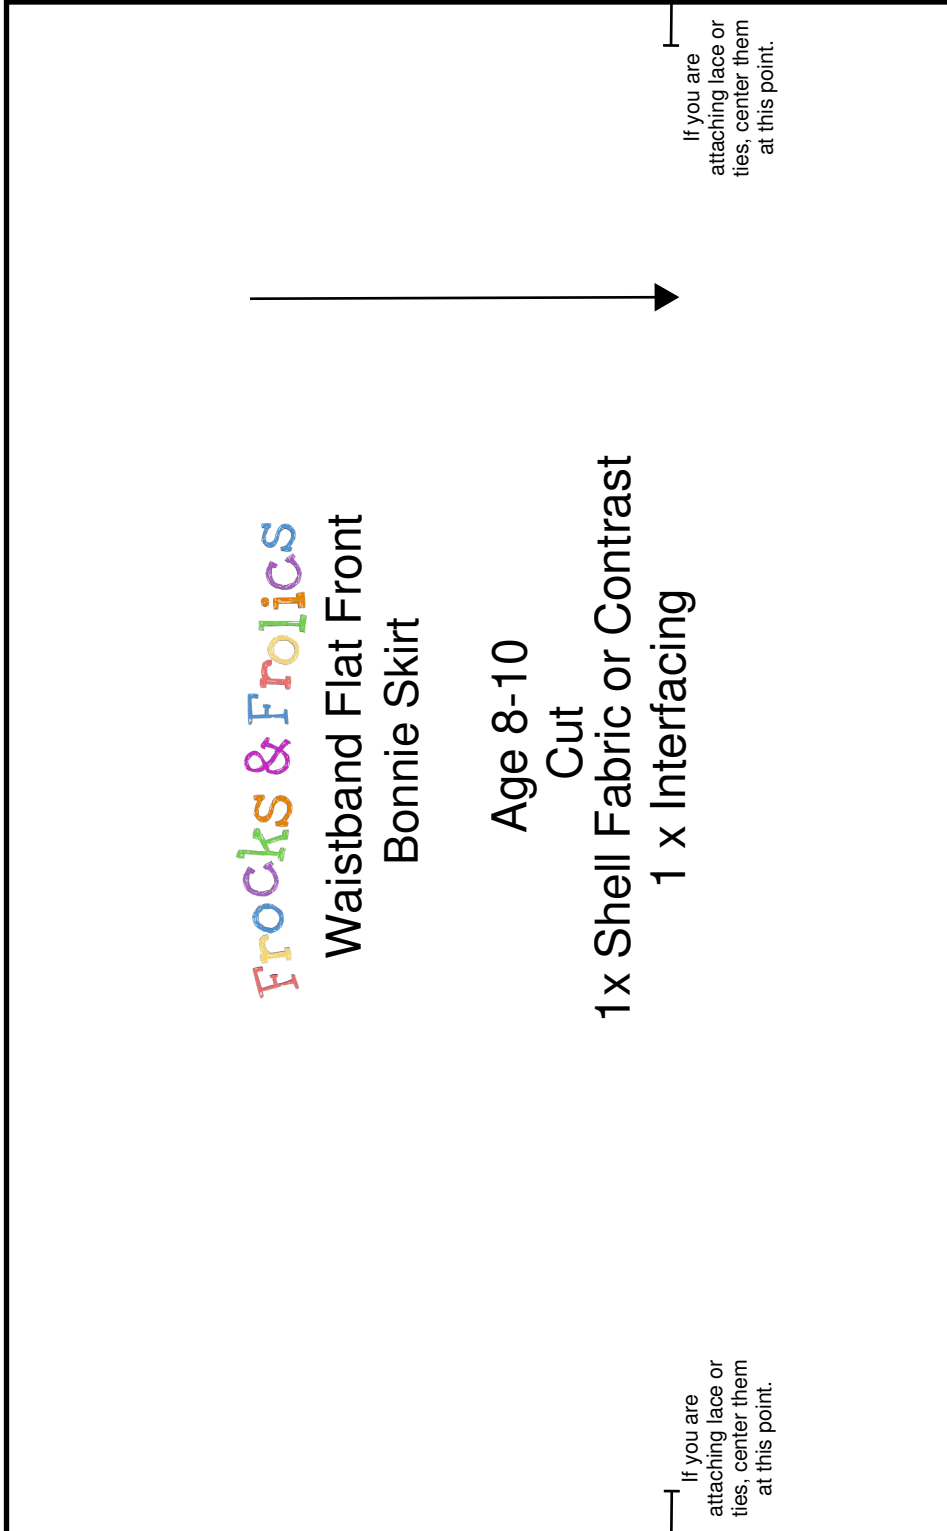 Frocks & Frolics
Waistband Flat Front
Bonnie Skirt
Age 8-10
Cut
1x Shell Fabric or Contrast
1 x Interfacing
If you are
attaching lace or
ties, center them
at this point.
If you are
attaching lace or
ties, center them
at this point.